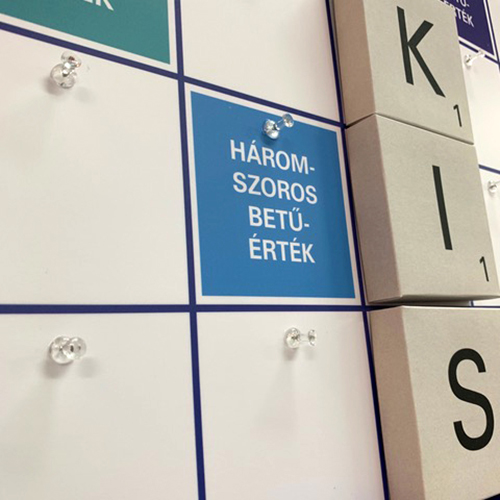 HÁROM-
SZOROS
BETŰ-
ÉRTÉK
K
1
I
1
S